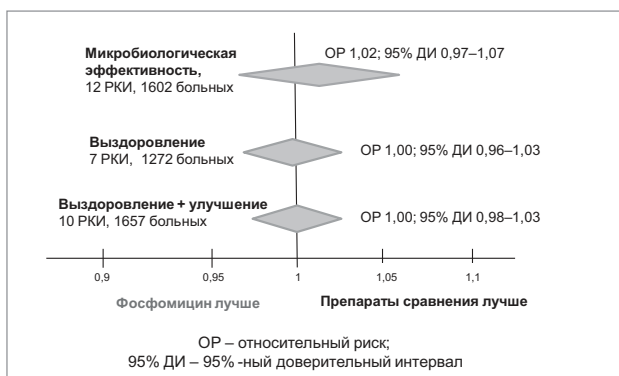 Микробиологическая
эффективность,
12 РКИ, 1602 больных
ОР 1,02; 95% ДИ 0,97–1,07
Выздоровление
7 РКИ, 1272 больных
ОР 1,00; 95% ДИ 0,96–1,03
Выздоровление + улучшение
10 РКИ, 1657 больных
ОР 1,00; 95% ДИ 0,98–1,03
0,9 0,95 1 1,05 1,1
Фосфомицин лучше Препараты сравнения лучше
ОР – относительный риск;
95% ДИ – 95% -ный доверительный интервал